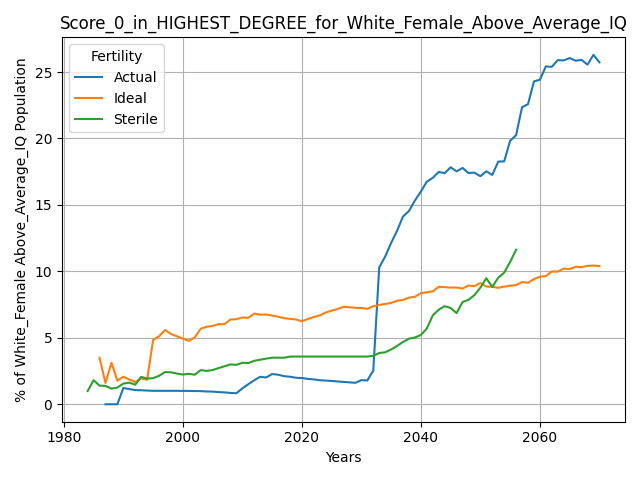 Score_0_in_HIGHEST_DEGREE_for_White_Female_Above_Average_IQ
Fertility
Actual
Ideal
Sterile
% of White_Female Above_Average_IQ Population
25
20
15
10
5
0
1980
2000
2020
2040
2060
Years